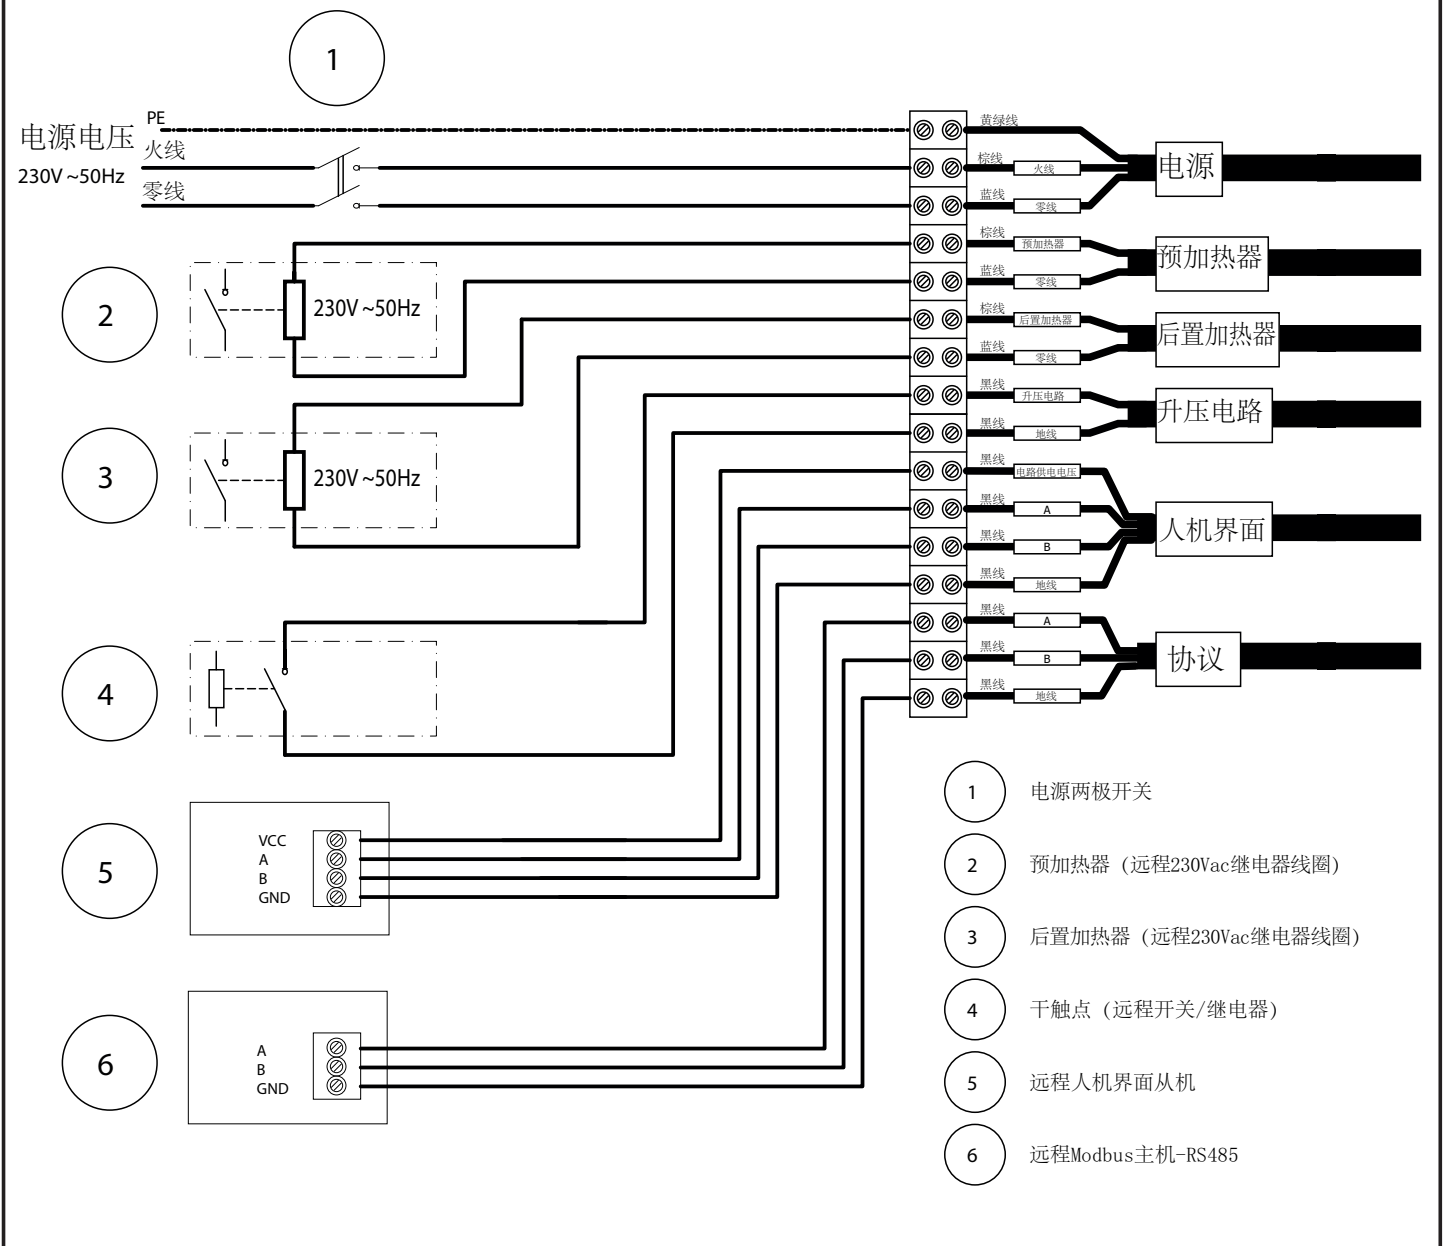 1
PE
电源电压
火线
230V ~50Hz
零线
黄绿线
棕线
火线
蓝线
零线
电源
棕线
预加热器
蓝线
零线
预加热器
棕线
后置加热器
蓝线
零线
后置加热器
黑线
升压电路
黑线
地线
升压电路
黑线
电路供电电压
黑线
A
黑线
B
黑线
地线
人机界面
黑线
A
黑线
B
黑线
地线
协议
2
230V ~50Hz
3
230V ~50Hz
4
5
VCC
A
B
GND
6
A
B
GND
1 电源两极开关
2 预加热器 (远程230Vac继电器线圈)
3 后置加热器 (远程230Vac继电器线圈)
4 干触点 (远程开关/继电器)
5 远程人机界面从机
6 远程Modbus主机-RS485